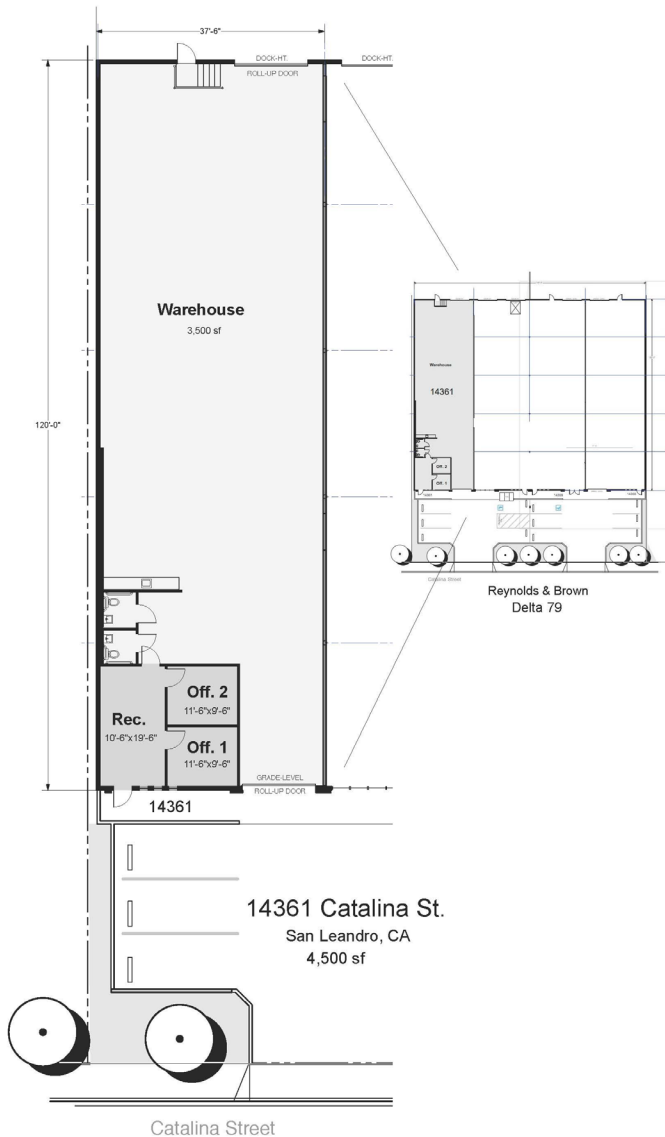 37'-6"
DOCK-HT.
ROLL-UP DOOR
DOCK-HT.
120'-0"
Warehouse
3,500 sf
Off. 2
11'-6"x9'-6"
Rec.
10'-6"x19'-6"
Off. 1
11'-6"x9'-6"
GRADE-LEVEL
ROLL-UP DOOR
14361
Warehouse
14361
Off. 2
Off. 1
14361
Catalina Street
Reynolds & Brown
Delta 79
14361 Catalina St.
San Leandro, CA
4,500 sf
Catalina Street